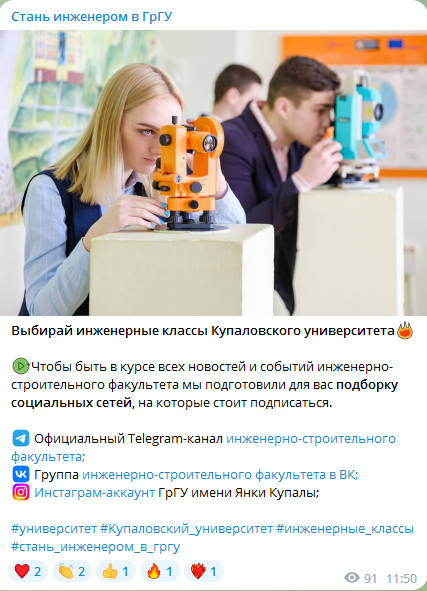 Стань инженером в ГрГУ
Выбирай инженерные классы Купаловского университета
Чтобы быть в курсе всех новостей и событий инженерно-
строительного факультета мы подготовили для вас подборку
социальных сетей, на которые стоит подписаться.
Официальный Telegram-канал инженерно-строительного
факультета;
Группа инженерно-строительного факультета в ВК;
Инстаграм-аккаунт ГрГУ имени Янки Купалы;
#университет #Купаловский_университет #инженерные_классы
#стань_инженером_в_гргу
2 2 1 1 1 91 11:50